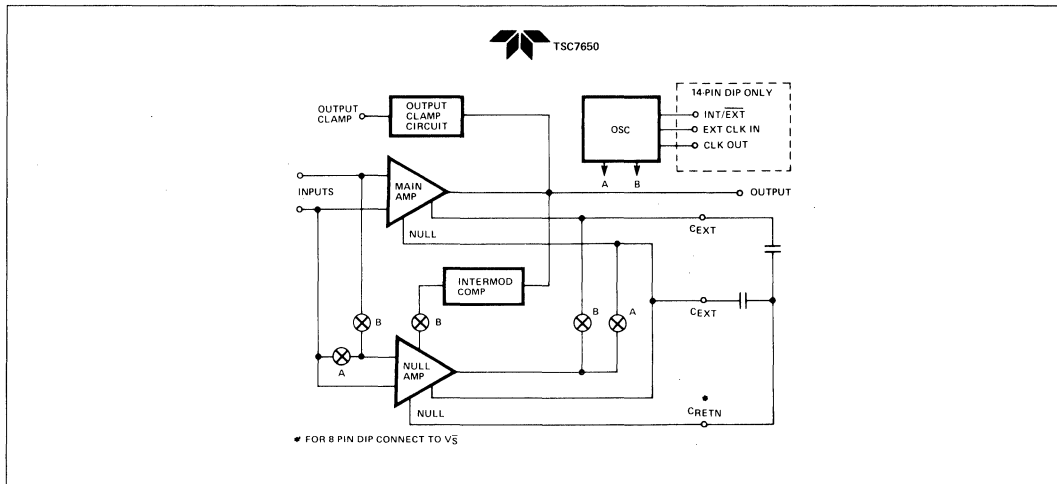 TSC7650
14-PIN DIP ONLY
OUTPUT
CLAMP
OUTPUT
CLAMP
CIRCUIT
OSC
INT/EXT
EXT CLK IN
CLK OUT
A
B
INPUTS
MAIN
AMP
OUTPUT
NULL
CEXT
INTERMOD
COMP
B
B
B
A
CEXT
A
NULL
AMP
NULL
*
CRETN
* FOR 8 PIN DIP CONNECT TO VS̄